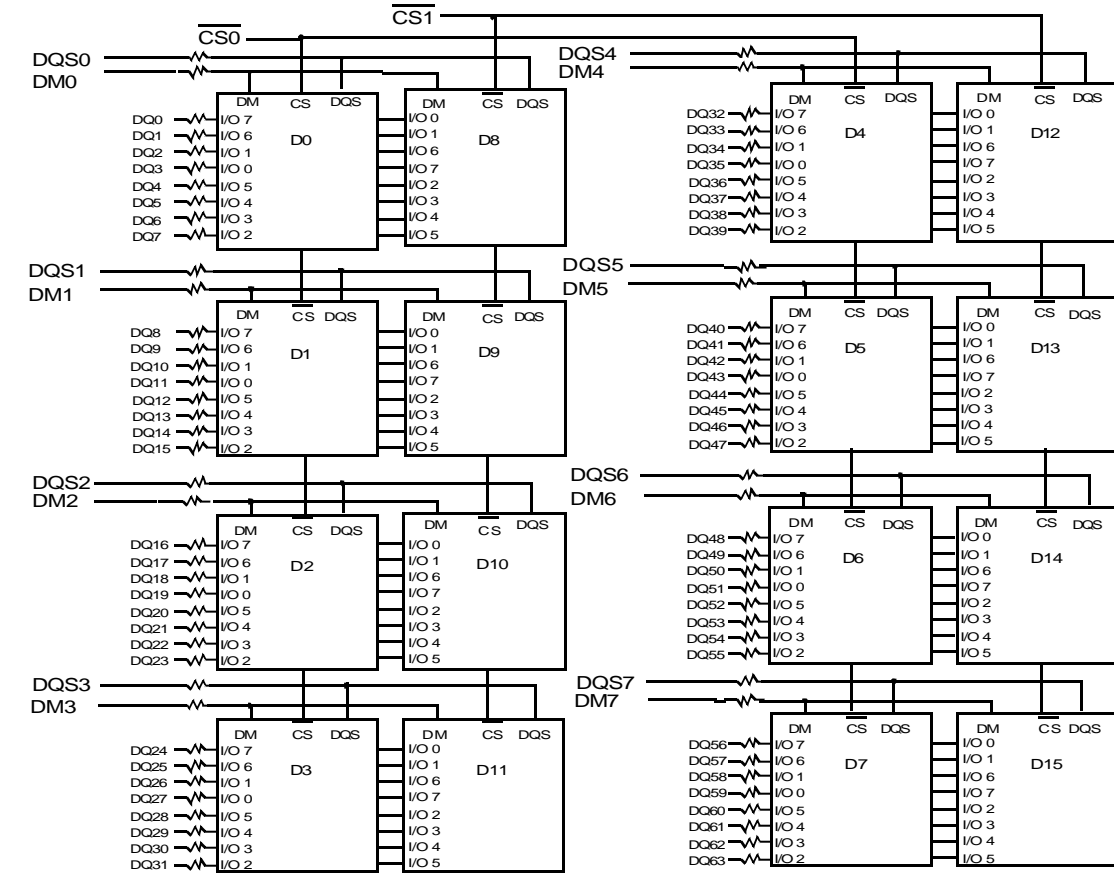 CS1
CS0
DQS0
DM0
DM CS DQS
D0
DQ0 I/O 7
DQ1 I/O 6
DQ2 I/O 1
DQ3 I/O 0
DQ4 I/O 5
DQ5 I/O 4
DQ6 I/O 3
DQ7 I/O 2
DM CS DQS
D8
I/O 0
I/O 1
I/O 6
I/O 7
I/O 2
I/O 3
I/O 4
I/O 5
DQS1
DM1
DM CS DQS
D1
DQ8 I/O 7
DQ9 I/O 6
DQ10 I/O 1
DQ11 I/O 0
DQ12 I/O 5
DQ13 I/O 4
DQ14 I/O 3
DQ15 I/O 2
DM CS DQS
D9
I/O 0
I/O 1
I/O 6
I/O 7
I/O 2
I/O 3
I/O 4
I/O 5
DQS2
DM2
DM CS DQS
D2
DQ16 I/O 7
DQ17 I/O 6
DQ18 I/O 1
DQ19 I/O 0
DQ20 I/O 5
DQ21 I/O 4
DQ22 I/O 3
DQ23 I/O 2
DM CS DQS
D10
I/O 0
I/O 1
I/O 6
I/O 7
I/O 2
I/O 3
I/O 4
I/O 5
DQS3
DM3
DM CS DQS
D3
DQ24 I/O 7
DQ25 I/O 6
DQ26 I/O 1
DQ27 I/O 0
DQ28 I/O 5
DQ29 I/O 4
DQ30 I/O 3
DQ31 I/O 2
DM CS DQS
D11
I/O 0
I/O 1
I/O 6
I/O 7
I/O 2
I/O 3
I/O 4
I/O 5
DQS4
DM4
DM CS DQS
D4
DQ32 I/O 7
DQ33 I/O 6
DQ34 I/O 1
DQ35 I/O 0
DQ36 I/O 5
DQ37 I/O 4
DQ38 I/O 3
DQ39 I/O 2
DM CS DQS
D12
I/O 0
I/O 1
I/O 6
I/O 7
I/O 2
I/O 3
I/O 4
I/O 5
DQS5
DM5
DM CS DQS
D5
DQ40 I/O 7
DQ41 I/O 6
DQ42 I/O 1
DQ43 I/O 0
DQ44 I/O 5
DQ45 I/O 4
DQ46 I/O 3
DQ47 I/O 2
DM CS DQS
D13
I/O 0
I/O 1
I/O 6
I/O 7
I/O 2
I/O 3
I/O 4
I/O 5
DQS6
DM6
DM CS DQS
D6
DQ48 I/O 7
DQ49 I/O 6
DQ50 I/O 1
DQ51 I/O 0
DQ52 I/O 5
DQ53 I/O 4
DQ54 I/O 3
DQ55 I/O 2
DM CS DQS
D14
I/O 0
I/O 1
I/O 6
I/O 7
I/O 2
I/O 3
I/O 4
I/O 5
DQS7
DM7
DM CS DQS
D7
DQ56 I/O 7
DQ57 I/O 6
DQ58 I/O 1
DQ59 I/O 0
DQ60 I/O 5
DQ61 I/O 4
DQ62 I/O 3
DQ63 I/O 2
DM CS DQS
D15
I/O 0
I/O 1
I/O 6
I/O 7
I/O 2
I/O 3
I/O 4
I/O 5